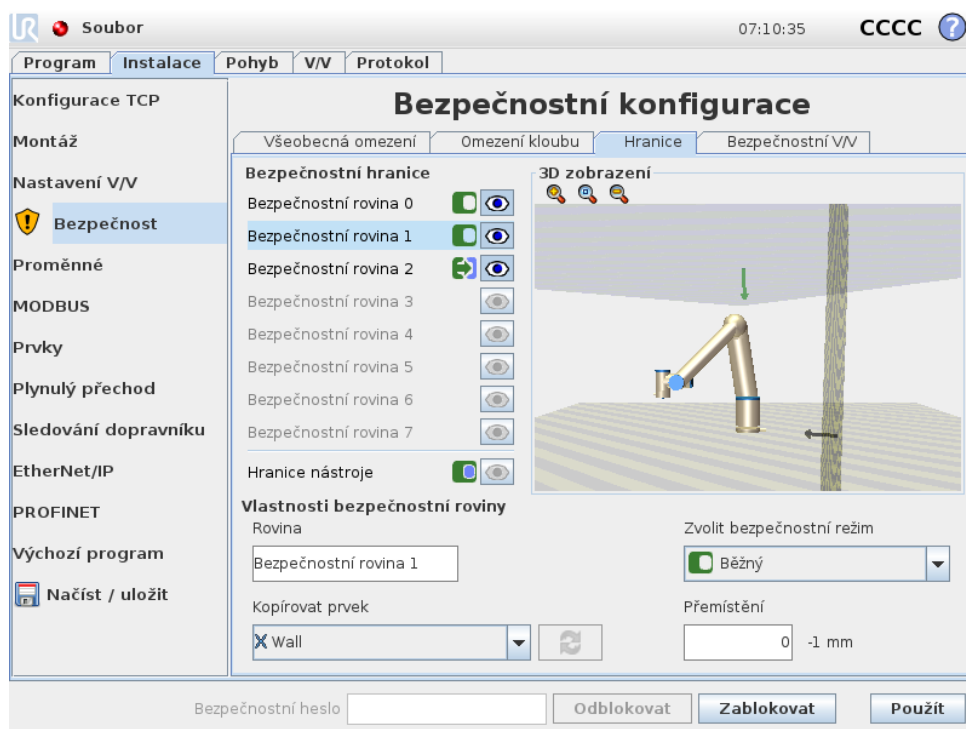 UR Soubor 07:10:35 CCCC ?
Program Instalace Pohyb V/V Protokol
Konfigurace TCP
Montáž
Nastavení V/V
Bezpečnost
Proměnné
MODBUS
Prvky
Plynulý přechod
Sledování dopravníku
EtherNet/IP
PROFINET
Výchozí program
Načíst / uložit
Bezpečnostní konfigurace
Všeobecná omezení Omezení kloubu Hranice Bezpečnostní V/V
Bezpečnostní hranice
Bezpečnostní rovina 0
Bezpečnostní rovina 1
Bezpečnostní rovina 2
Bezpečnostní rovina 3
Bezpečnostní rovina 4
Bezpečnostní rovina 5
Bezpečnostní rovina 6
Bezpečnostní rovina 7
Hranice nástroje
3D zobrazení
Vlastnosti bezpečnostní roviny
Rovina
Bezpečnostní rovina 1
Zvolit bezpečnostní režim
Běžný
Kopírovat prvek
Wall
Přemístění
0 -1 mm
Bezpečnostní heslo Odblokovat Zablokovat Použít